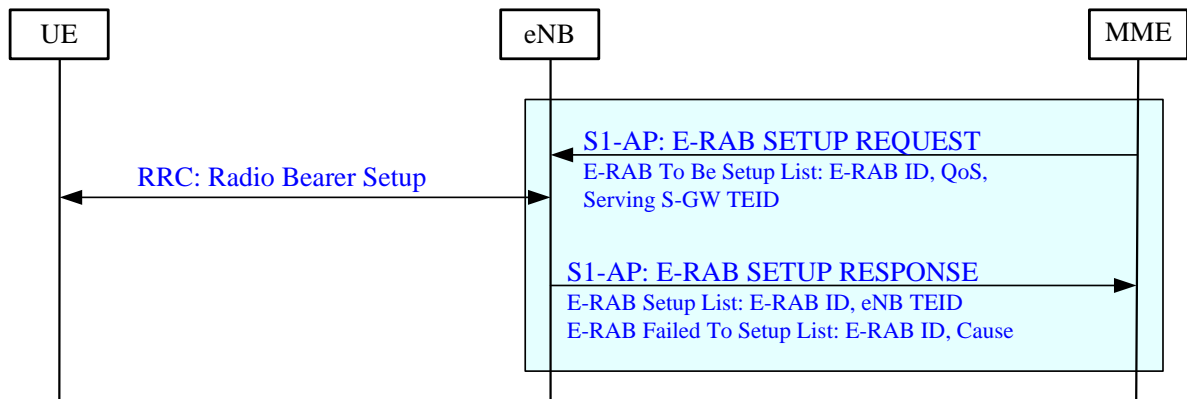 UE
eNB
MME
S1-AP: E-RAB SETUP REQUEST
E-RAB To Be Setup List: E-RAB ID, QoS,
Serving S-GW TEID
RRC: Radio Bearer Setup
S1-AP: E-RAB SETUP RESPONSE
E-RAB Setup List: E-RAB ID, eNB TEID
E-RAB Failed To Setup List: E-RAB ID, Cause